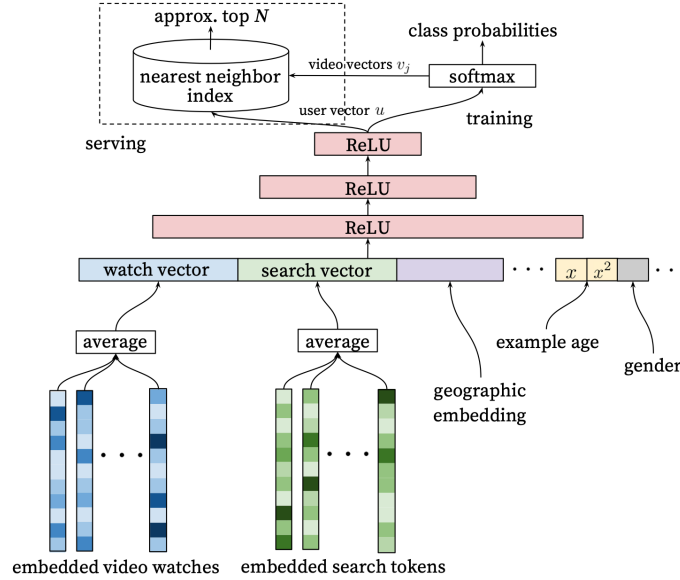 approx. top N
class probabilities
nearest neighbor
index
video vectors vj
softmax
user vector u
serving
training
ReLU
ReLU
ReLU
watch vector
search vector
x
x²
average
average
example age
gender
geographic
embedding
embedded video watches
embedded search tokens